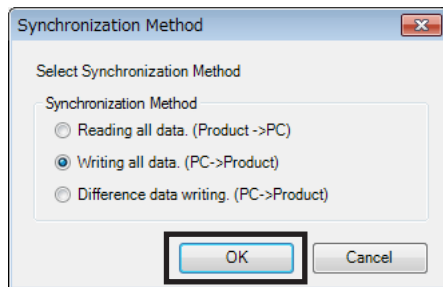 Synchronization Method
Select Synchronization Method
Synchronization Method
Reading all data. (Product ->PC)
Writing all data. (PC->Product)
Difference data writing. (PC->Product)
OK Cancel